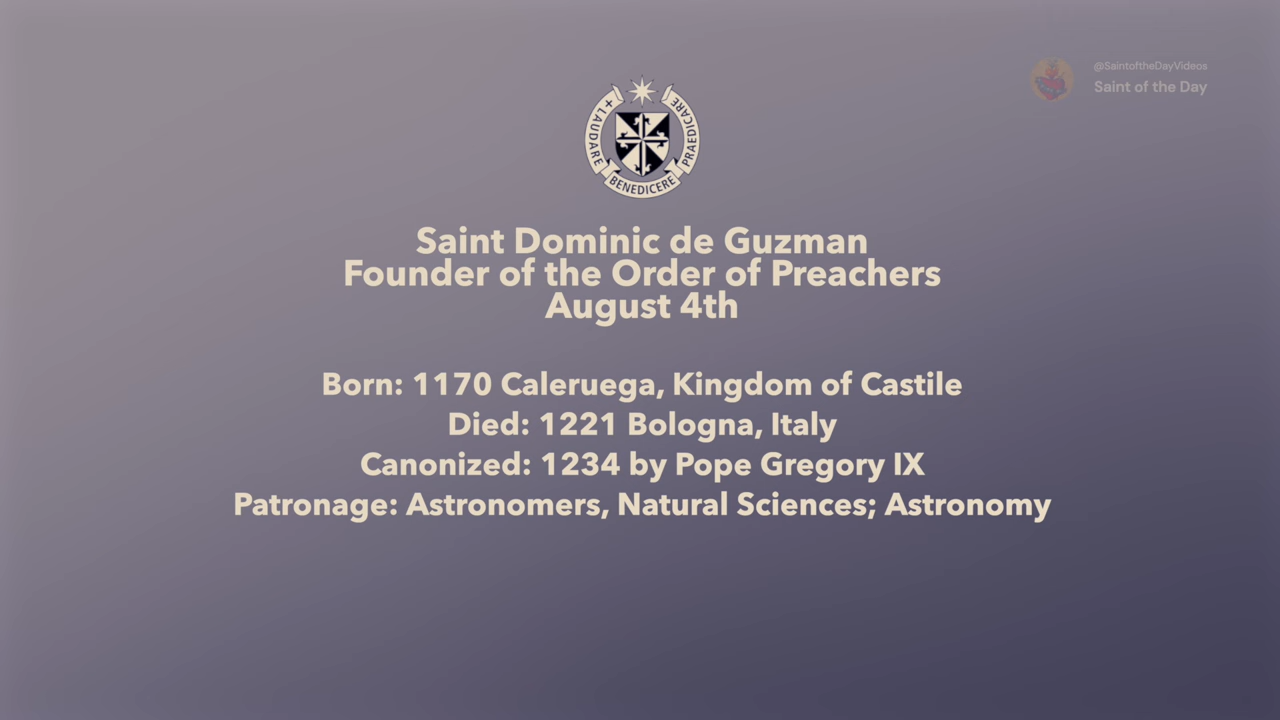 @SaintoftheDayVideos
Saint of the Day
+ LAUDARE
BENEDICERE
PRAEDICARE
Saint Dominic de Guzman
Founder of the Order of Preachers
August 4th
Born: 1170 Caleruega, Kingdom of Castile
Died: 1221 Bologna, Italy
Canonized: 1234 by Pope Gregory IX
Patronage: Astronomers, Natural Sciences; Astronomy